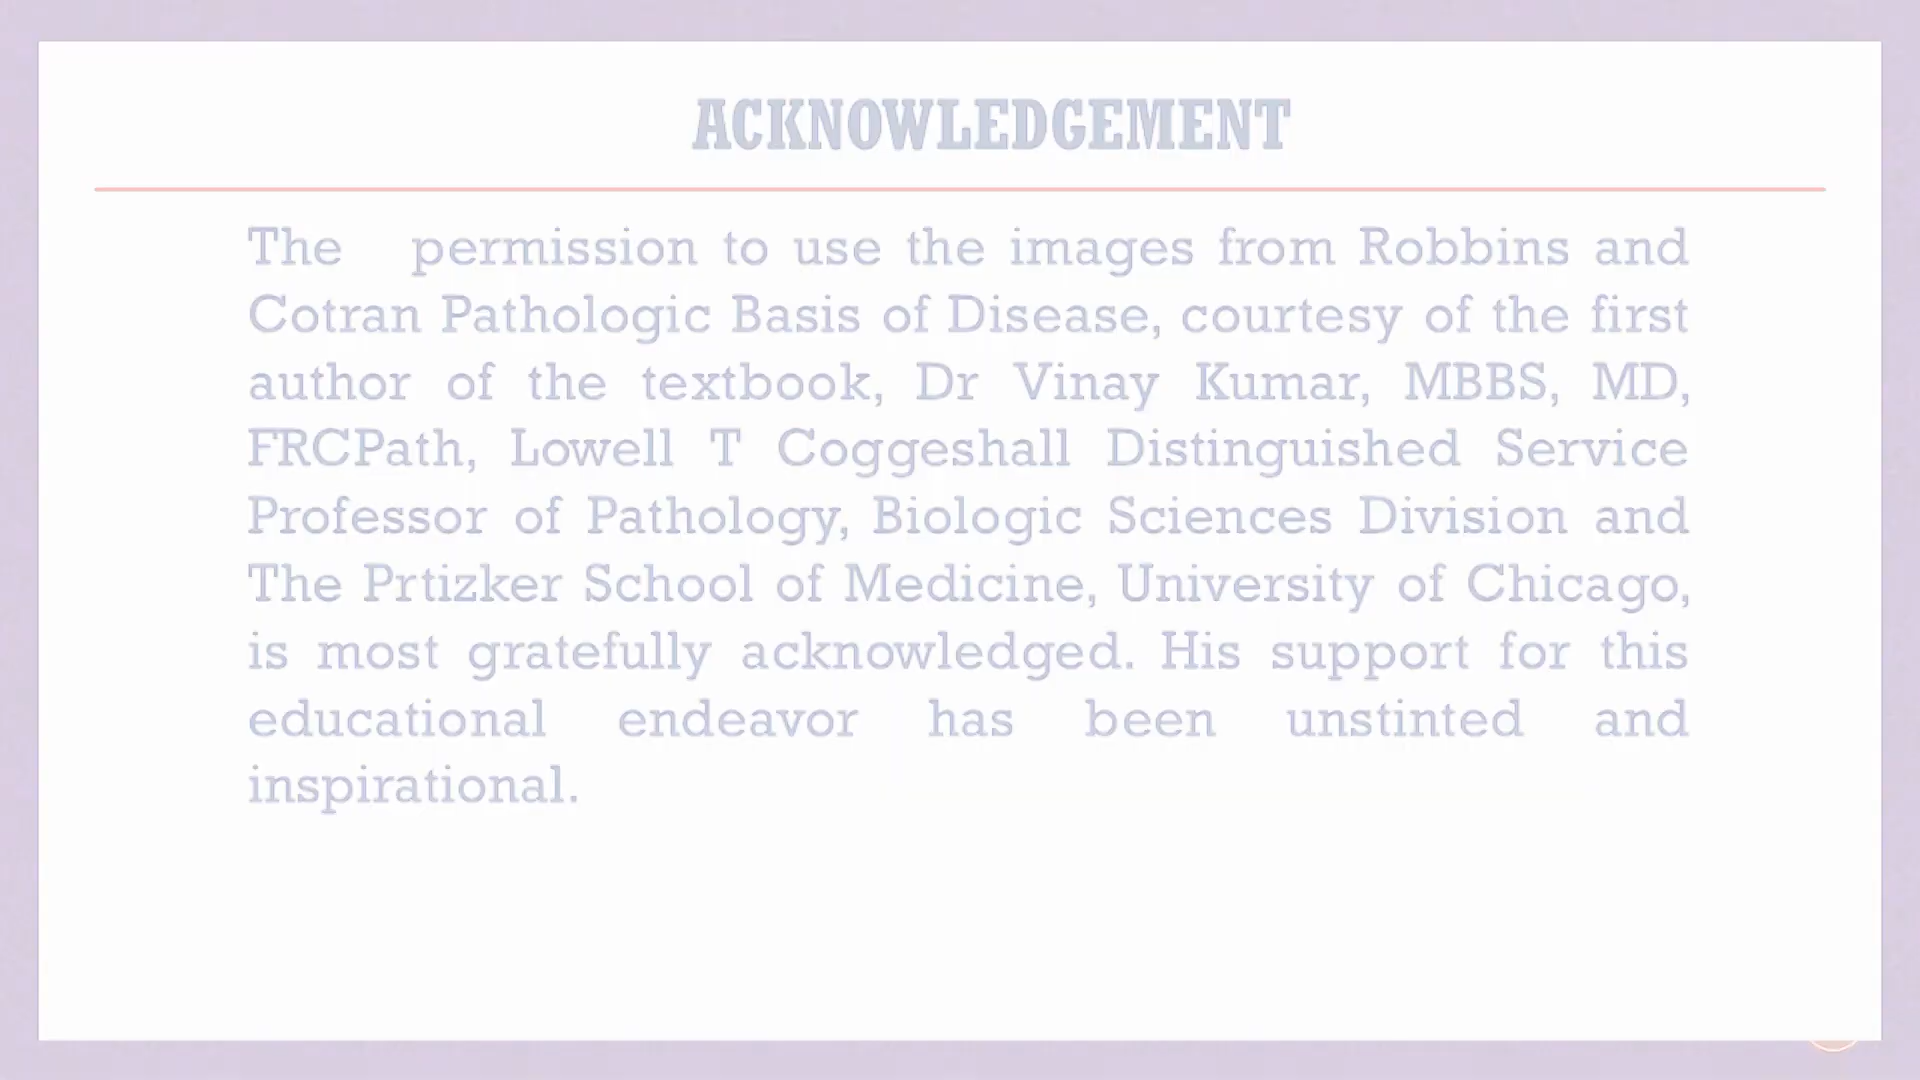 ACKNOWLEDGEMENT
The permission to use the images from Robbins and
Cotran Pathologic Basis of Disease, courtesy of the first
author of the textbook, Dr Vinay Kumar, MBBS, MD,
FRCPath, Lowell T Coggeshall Distinguished Service
Professor of Pathology, Biologic Sciences Division and
The Prtizker School of Medicine, University of Chicago,
is most gratefully acknowledged. His support for this
educational endeavor has been unstinted and
inspirational.